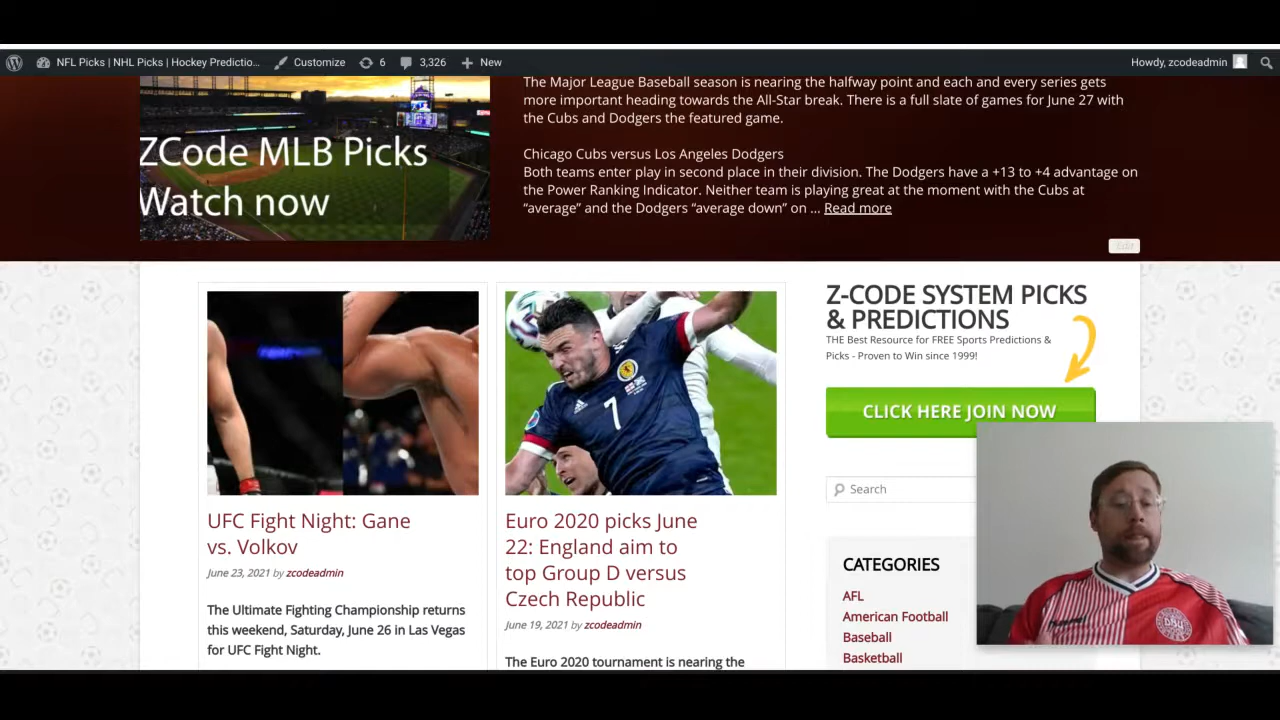 NFL Picks | NHL Picks | Hockey Predictio...
Customize
6
3,326
New
Howdy, zcodeadmin
ZCode MLB Picks
Watch now
The Major League Baseball season is nearing the halfway point and each and every series gets
more important heading towards the All-Star break. There is a full slate of games for June 27 with
the Cubs and Dodgers the featured game.
Chicago Cubs versus Los Angeles Dodgers
Both teams enter play in second place in their division. The Dodgers have a +13 to +4 advantage on
the Power Ranking Indicator. Neither team is playing great at the moment with the Cubs at
“average” and the Dodgers “average down” on ... Read more
Edit
7
UFC Fight Night: Gane
vs. Volkov
June 23, 2021 by zcodeadmin
The Ultimate Fighting Championship returns
this weekend, Saturday, June 26 in Las Vegas
for UFC Fight Night.
Euro 2020 picks June
22: England aim to
top Group D versus
Czech Republic
June 19, 2021 by zcodeadmin
The Euro 2020 tournament is nearing the
Z-CODE SYSTEM PICKS
& PREDICTIONS
THE Best Resource for FREE Sports Predictions &
Picks - Proven to Win since 1999!
CLICK HERE JOIN NOW
Search
CATEGORIES
AFL
American Football
Baseball
Basketball
hummel
DBU